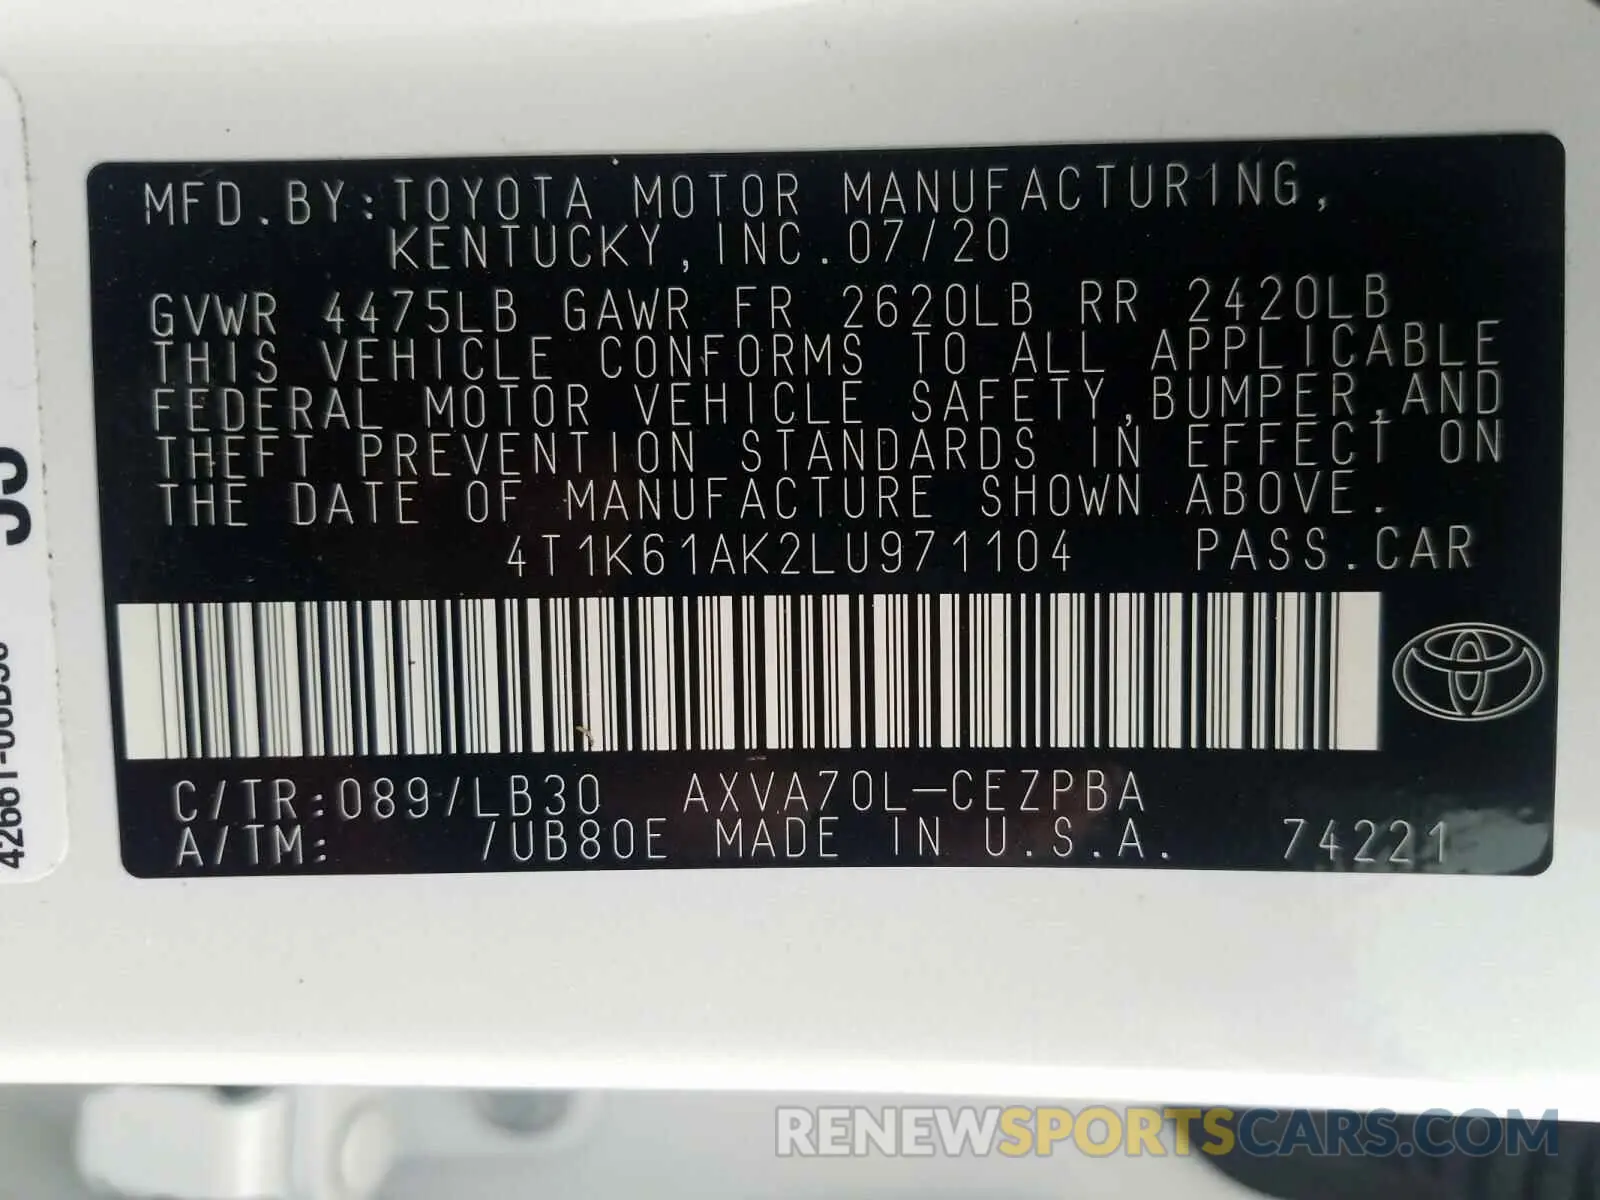 MFD.BY:TOYOTA MOTOR MANUFACTURING,
KENTUCKY,INC.07/20
GVWR 4475LB GAWR FR 2620LB RR 2420LB
THIS VEHICLE CONFORMS TO ALL APPLICABLE
FEDERAL MOTOR VEHICLE SAFETY,BUMPER,AND
THEFT PREVENTION STANDARDS IN EFFECT ON
THE DATE OF MANUFACTURE SHOWN ABOVE.
4T1K61AK2LU971104 PASS.CAR
C/TR:089/LB30 AXVA70L-CEZPBA
A/TM: /UB80E MADE IN U.S.A. 74221
RENEWSPORTSCARS.COM